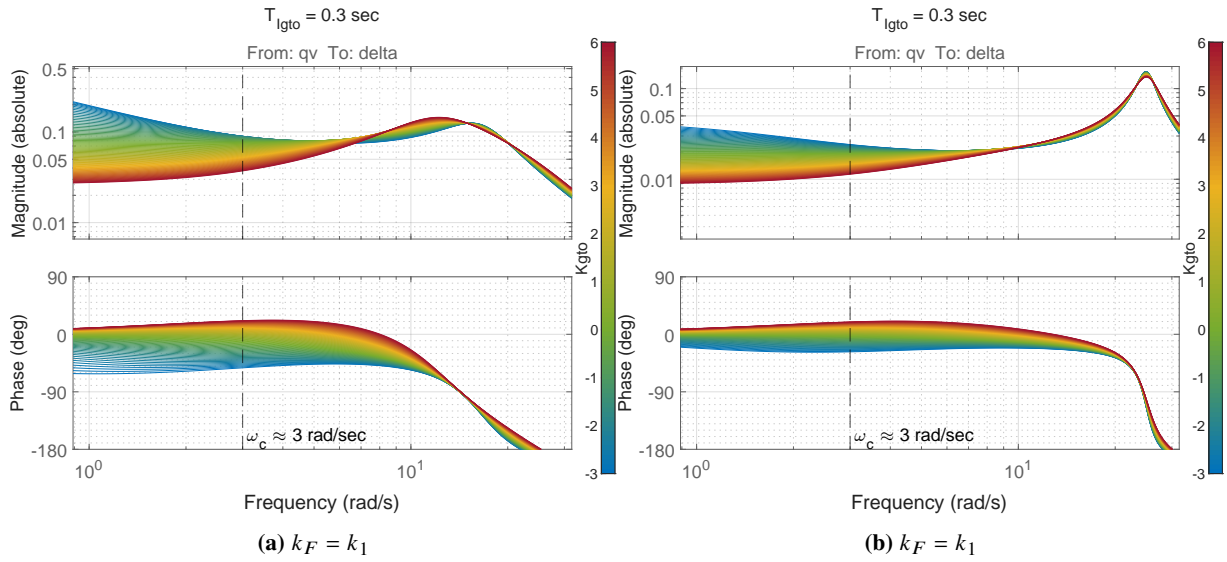 T_Igto = 0.3 sec
From: qv To: delta
Magnitude (absolute)
0.5
0.1
0.05
0.01
Phase (deg)
90
0
-90
-180
ω_c ≈ 3 rad/sec
10^0
10^1
Frequency (rad/s)
6
5
4
3
2
1
0
-1
-2
-3
Kgto
(a) k_F = k_1
T_Igto = 0.3 sec
From: qv To: delta
Magnitude (absolute)
0.1
0.05
0.01
Phase (deg)
90
0
-90
-180
ω_c ≈ 3 rad/sec
10^0
10^1
Frequency (rad/s)
6
5
4
3
2
1
0
-1
-2
-3
Kgto
(b) k_F = k_1